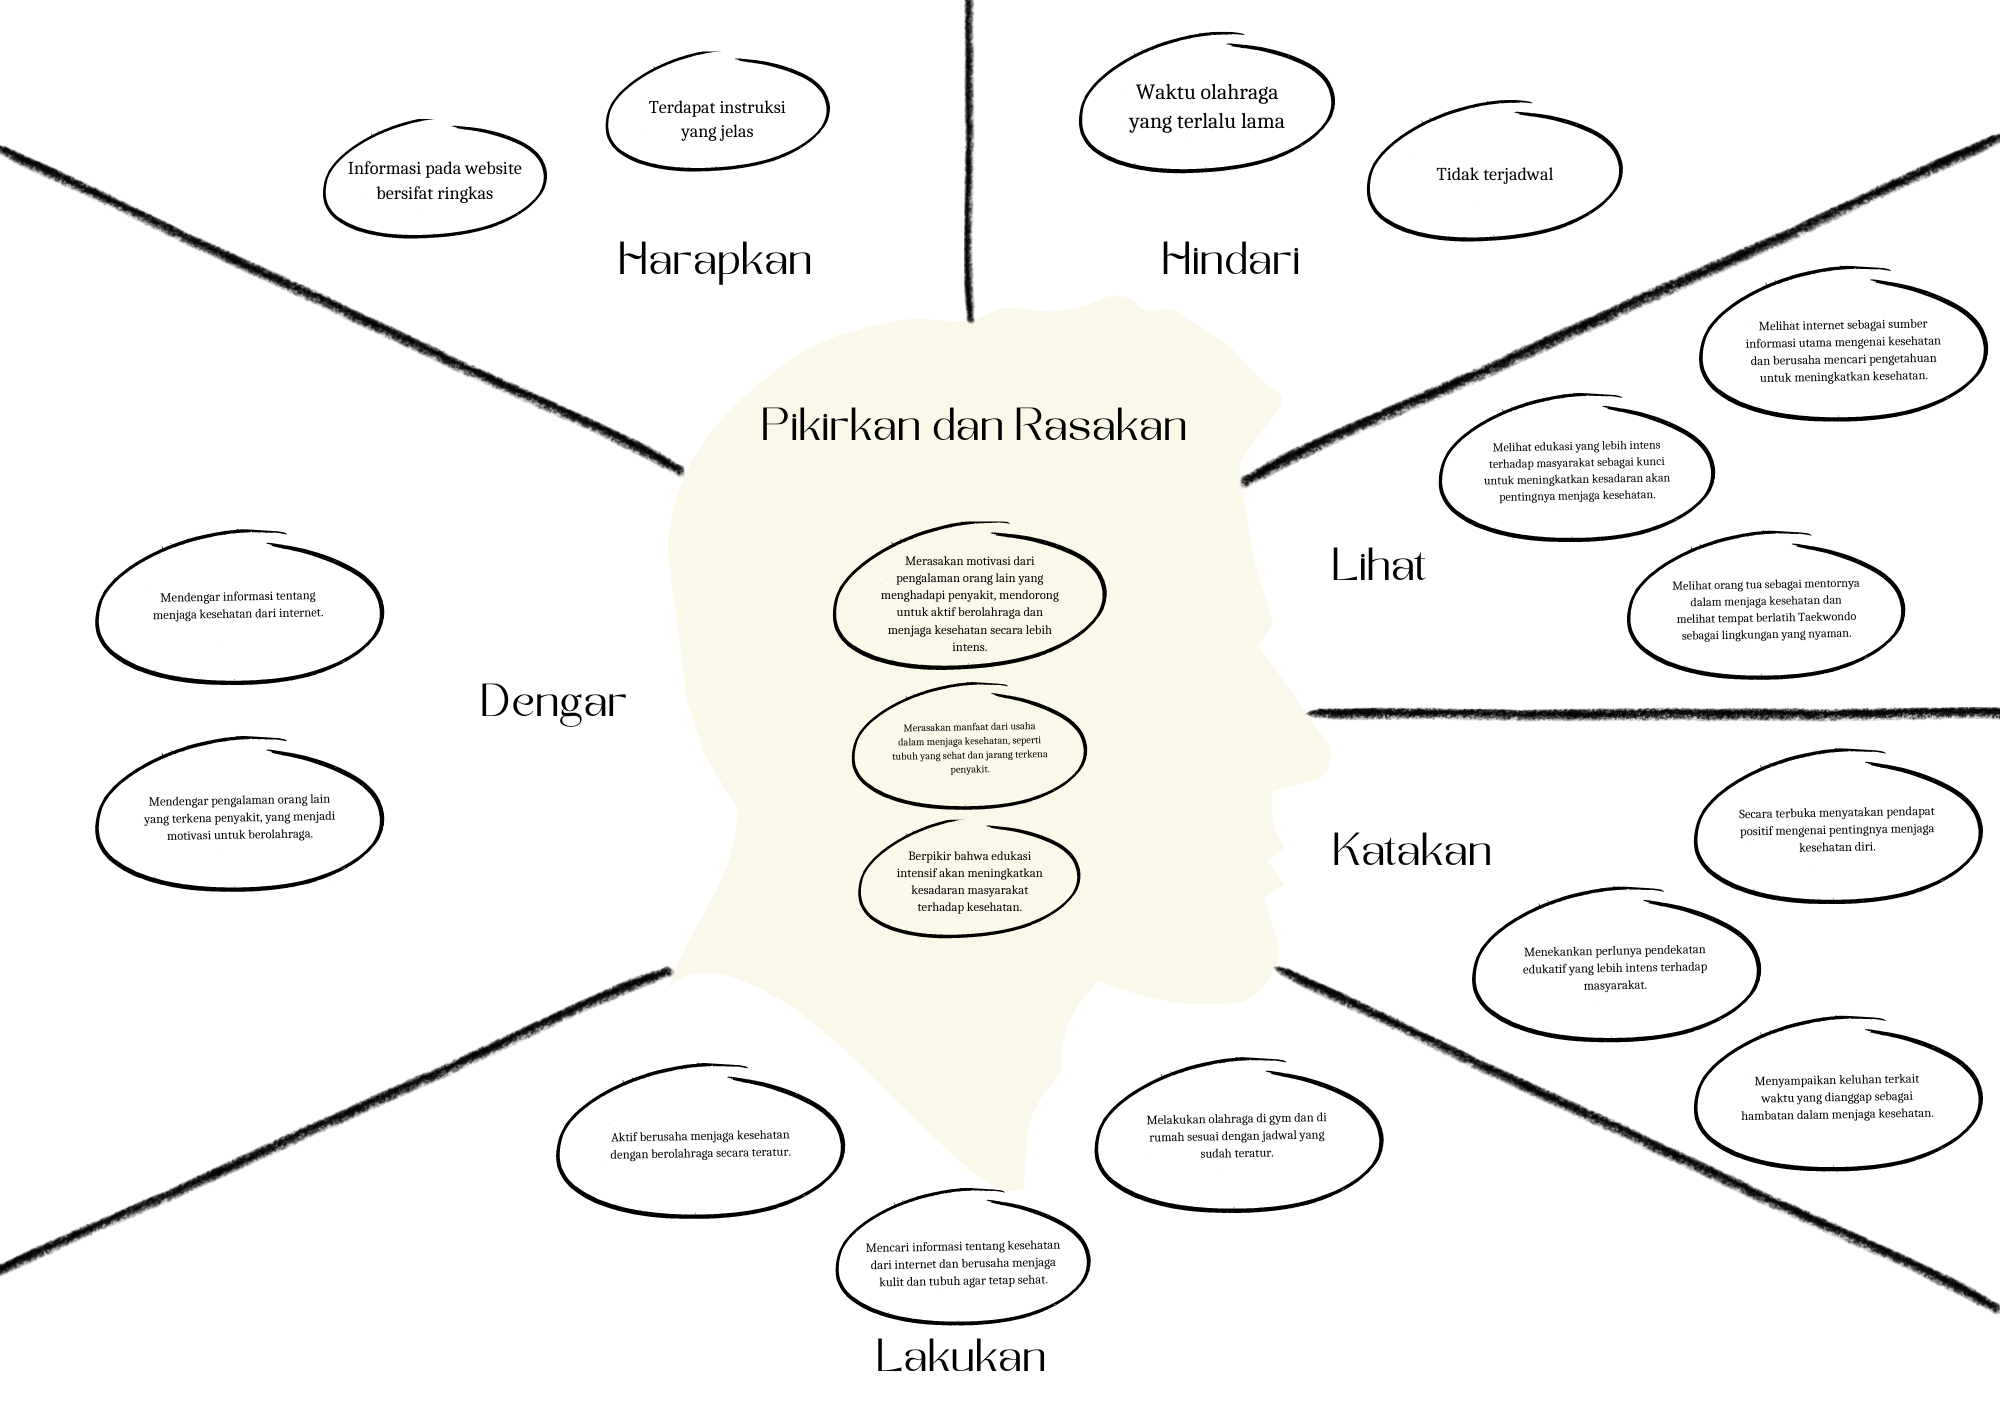 Terdapat instruksi
yang jelas
Informasi pada website
bersifat ringkas
Harapkan
Waktu olahraga
yang terlalu lama
Tidak terjadwal
Hindari
Pikirkan dan Rasakan
Merasakan motivasi dari
pengalaman orang lain yang
menghadapi penyakit, mendorong
untuk aktif berolahraga dan
menjaga kesehatan secara lebih
intens.
Merasakan manfaat dari usaha
dalam menjaga kesehatan, seperti
tubuh yang sehat dan jarang terkena
penyakit.
Berpikir bahwa edukasi
intensif akan meningkatkan
kesadaran masyarakat
terhadap kesehatan.
Melihat internet sebagai sumber
informasi utama mengenai kesehatan
dan berusaha mencari pengetahuan
untuk meningkatkan kesehatan.
Melihat edukasi yang lebih intens
terhadap masyarakat sebagai kunci
untuk meningkatkan kesadaran akan
pentingnya menjaga kesehatan.
Lihat
Melihat orang tua sebagai mentornya
dalam menjaga kesehatan dan
melihat tempat berlatih Taekwondo
sebagai lingkungan yang nyaman.
Mendengar informasi tentang
menjaga kesehatan dari internet.
Dengar
Mendengar pengalaman orang lain
yang terkena penyakit, yang menjadi
motivasi untuk berolahraga.
Katakan
Secara terbuka menyatakan pendapat
positif mengenai pentingnya menjaga
kesehatan diri.
Menekankan perlunya pendekatan
edukatif yang lebih intens terhadap
masyarakat.
Menyampaikan keluhan terkait
waktu yang dianggap sebagai
hambatan dalam menjaga kesehatan.
Aktif berusaha menjaga kesehatan
dengan berolahraga secara teratur.
Melakukan olahraga di gym dan di
rumah sesuai dengan jadwal yang
sudah teratur.
Mencari informasi tentang kesehatan
dari internet dan berusaha menjaga
kulit dan tubuh agar tetap sehat.
Lakukan